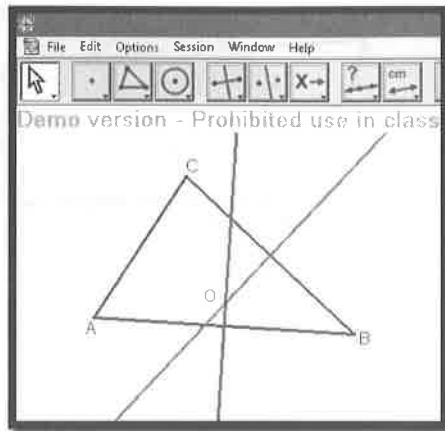 File Edit Options Session Window Help
? cm
X
Demo version - Prohibited use in class
C
O
A
B